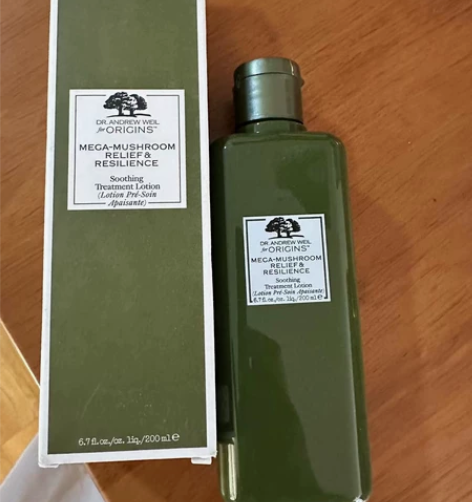 DR. ANDREW WEIL
for ORIGINS™
MEGA-MUSHROOM
RELIEF &
RESILIENCE
Soothing
Treatment Lotion
(Lotion Pré-Soin
Apaisante)
6.7 fl. oz./oz. liq./200 ml ℮
DR. ANDREW WEIL
for ORIGINS™
MEGA-MUSHROOM
RELIEF &
RESILIENCE
Soothing
Treatment Lotion
(Lotion Pré-Soin Apaisante)
6.7 fl. oz./oz. liq./200 ml ℮